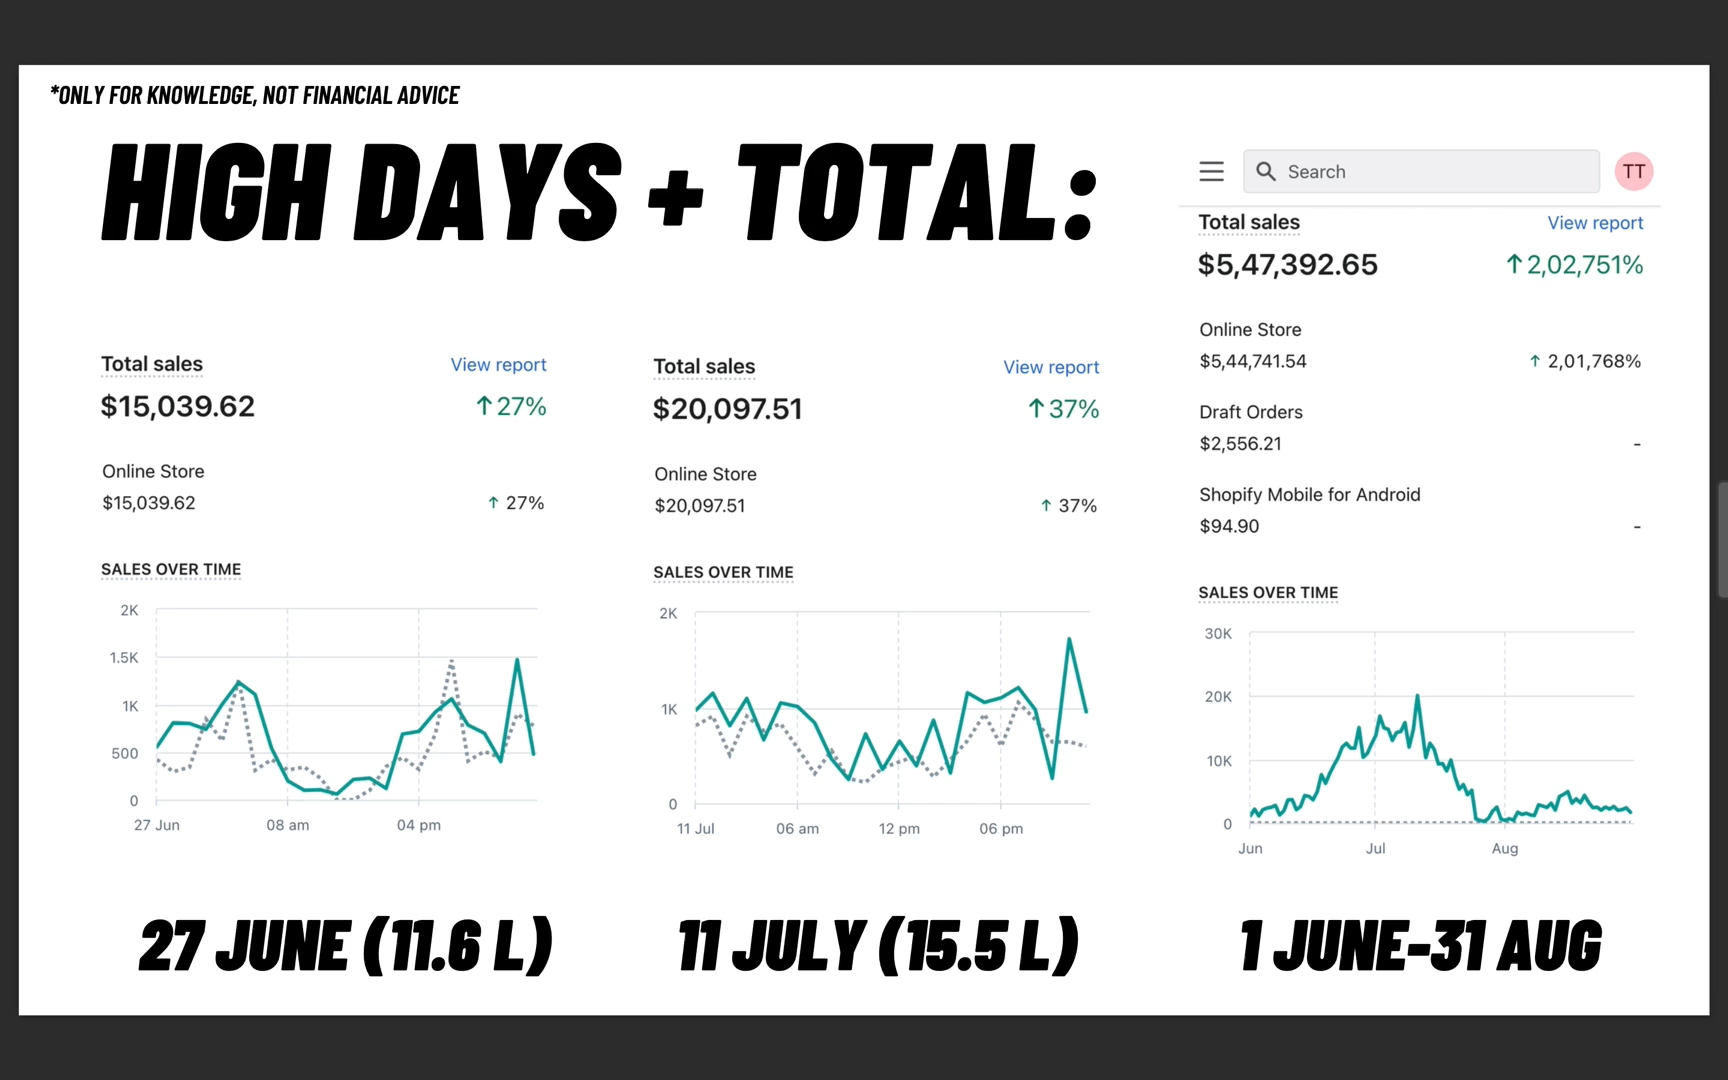 *ONLY FOR KNOWLEDGE, NOT FINANCIAL ADVICE
HIGH DAYS + TOTAL:
Total sales View report
$15,039.62 ↑27%
Online Store
$15,039.62 ↑ 27%
SALES OVER TIME
2K
1.5K
1K
500
0
27 Jun 08 am 04 pm
27 JUNE (11.6 L)
Total sales View report
$20,097.51 ↑37%
Online Store
$20,097.51 ↑ 37%
SALES OVER TIME
2K
1K
0
11 Jul 06 am 12 pm 06 pm
11 JULY (15.5 L)
Search TT
Total sales View report
$5,47,392.65 ↑2,02,751%
Online Store
$5,44,741.54 ↑ 2,01,768%
Draft Orders
$2,556.21 -
Shopify Mobile for Android
$94.90 -
SALES OVER TIME
30K
20K
10K
0
Jun Jul Aug
1 JUNE-31 AUG